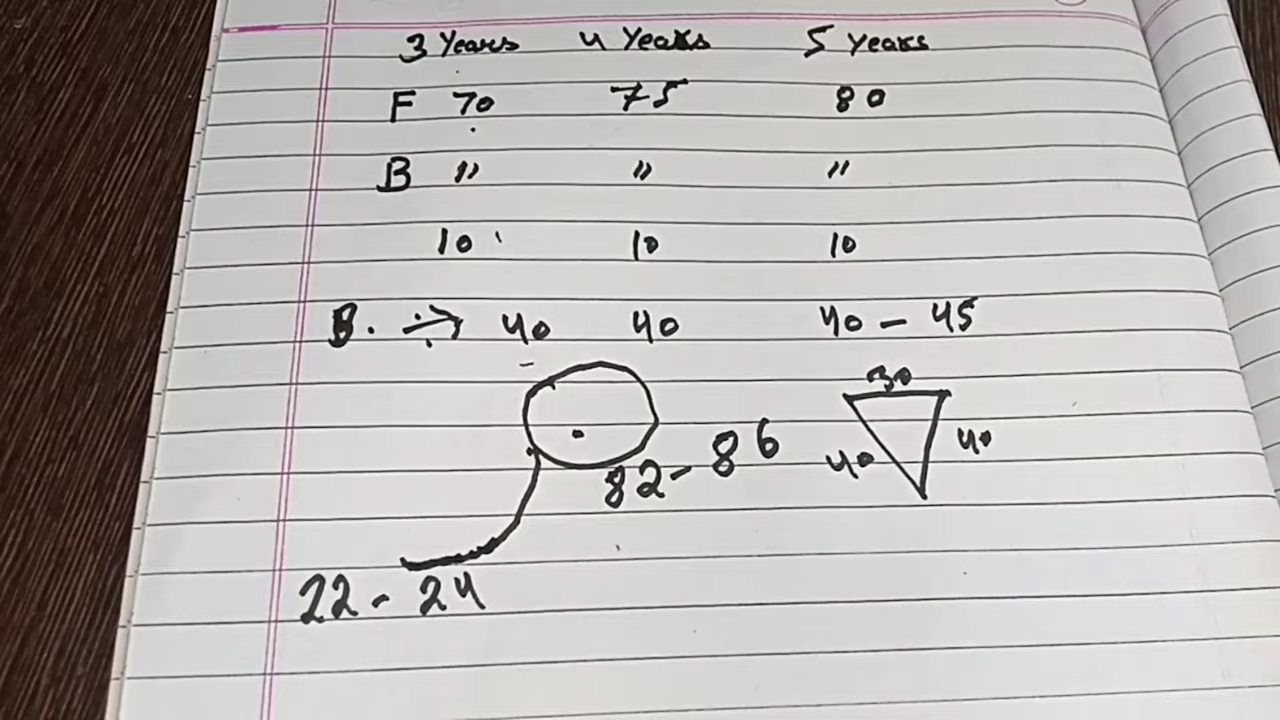 3 Years 4 Years 5 Years
F 70 75 80
B " " "
10 10 10
B. ÷> 40 40 40 - 45
30
40 40
82 - 86
22 - 24